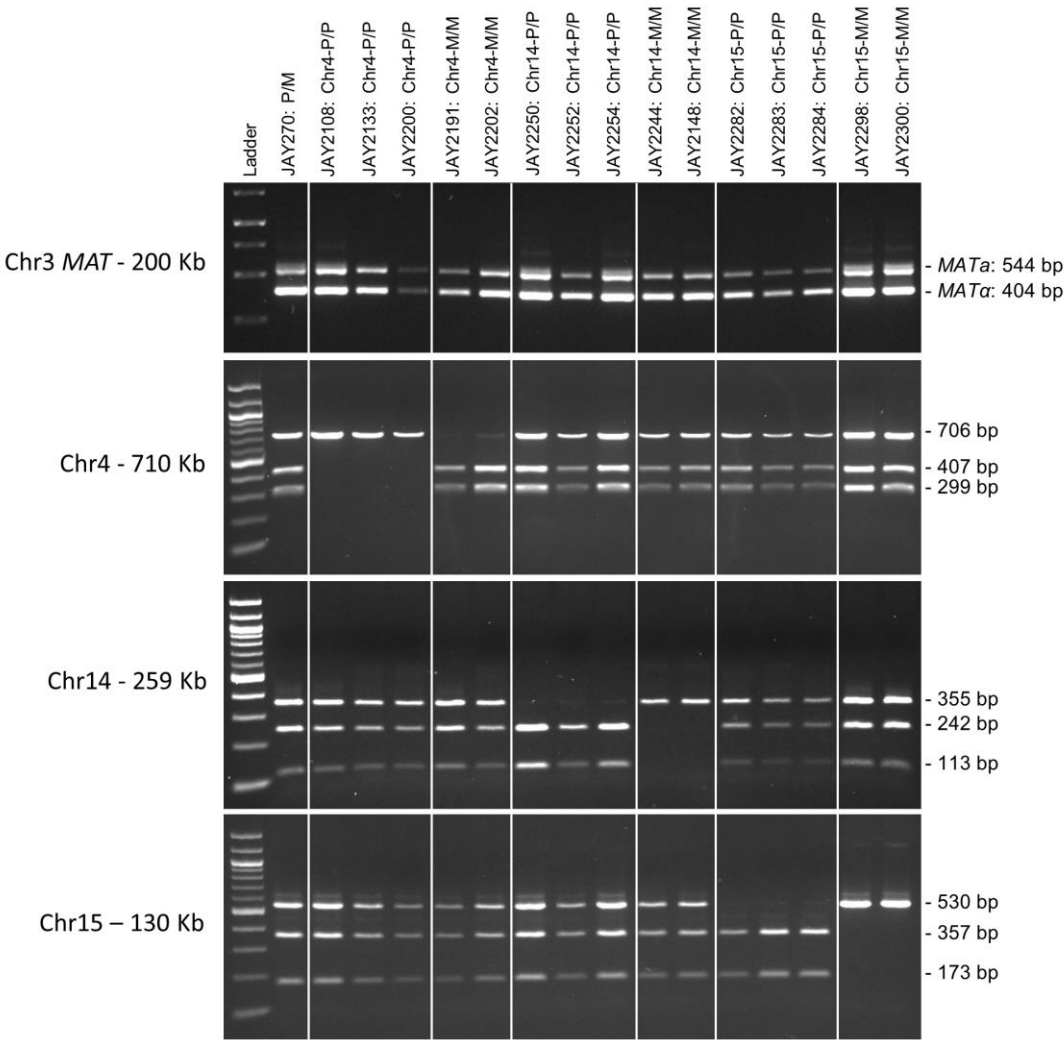 Ladder
JAY270: P/M
JAY2108: Chr4-P/P
JAY2133: Chr4-P/P
JAY2200: Chr4-P/P
JAY2191: Chr4-M/M
JAY2202: Chr4-M/M
JAY2250: Chr14-P/P
JAY2252: Chr14-P/P
JAY2254: Chr14-P/P
JAY2244: Chr14-M/M
JAY2148: Chr14-M/M
JAY2282: Chr15-P/P
JAY2283: Chr15-P/P
JAY2284: Chr15-P/P
JAY2298: Chr15-M/M
JAY2300: Chr15-M/M
Chr3 MAT - 200 Kb
- MATa: 544 bp
- MATα: 404 bp
Chr4 - 710 Kb
- 706 bp
- 407 bp
- 299 bp
Chr14 - 259 Kb
- 355 bp
- 242 bp
- 113 bp
Chr15 – 130 Kb
- 530 bp
- 357 bp
- 173 bp